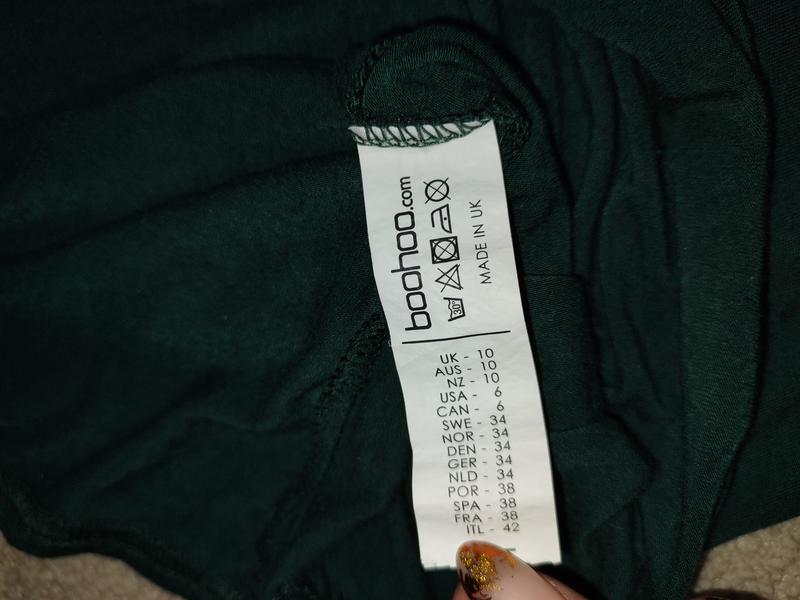 boohoo.com
30°
MADE IN UK
UK - 10
AUS - 10
NZ - 10
USA - 6
CAN - 6
SWE - 34
NOR - 34
DEN - 34
GER - 34
NLD - 34
POR - 38
SPA - 38
FRA - 38
ITL - 42